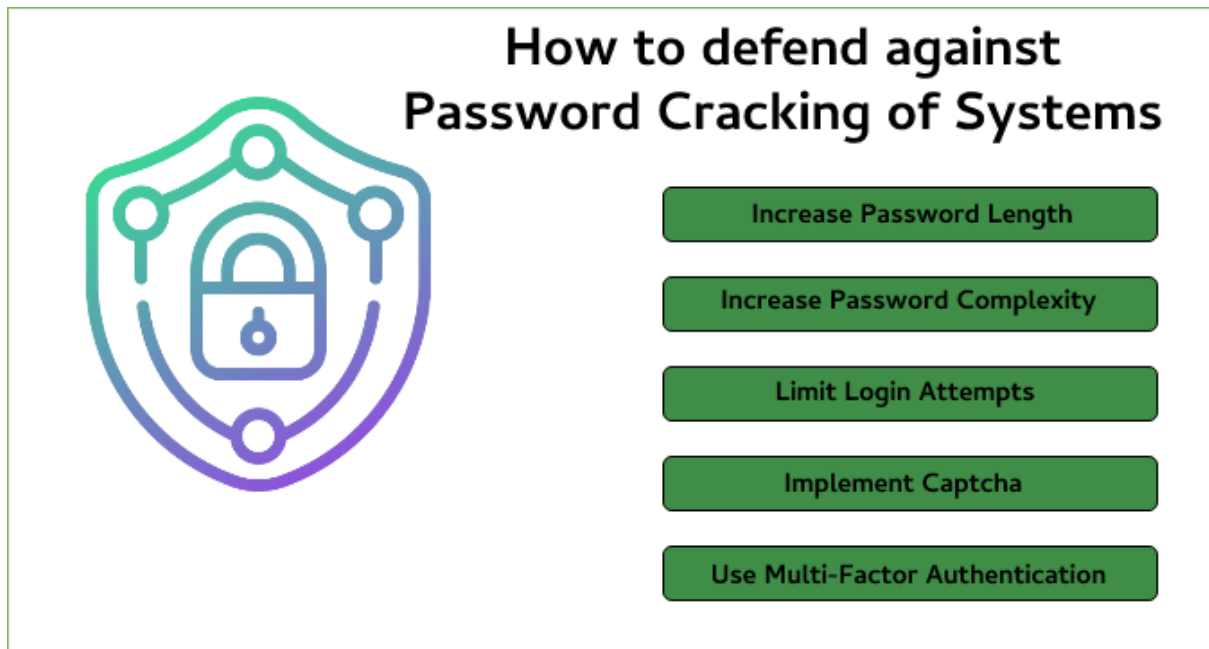 How to defend against
Password Cracking of Systems
Increase Password Length
Increase Password Complexity
Limit Login Attempts
Implement Captcha
Use Multi-Factor Authentication